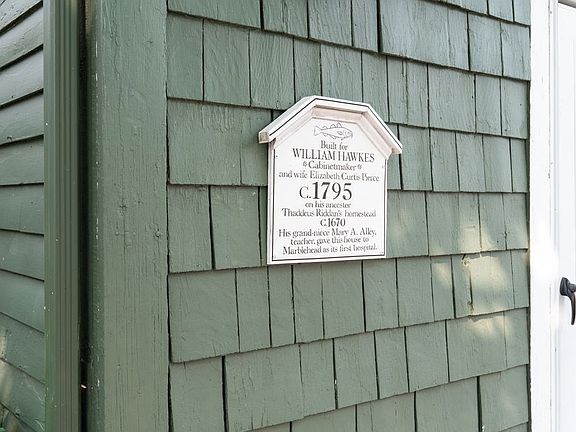 Built for
WILLIAM HAWKES
Cabinetmaker
and wife Elizabeth Curtis Pierce
C.1795
on his ancestor
Thaddeus Riddan's homestead
C.1670
His grand-niece Mary A. Alley,
teacher, gave this house to
Marblehead as its first hospital.